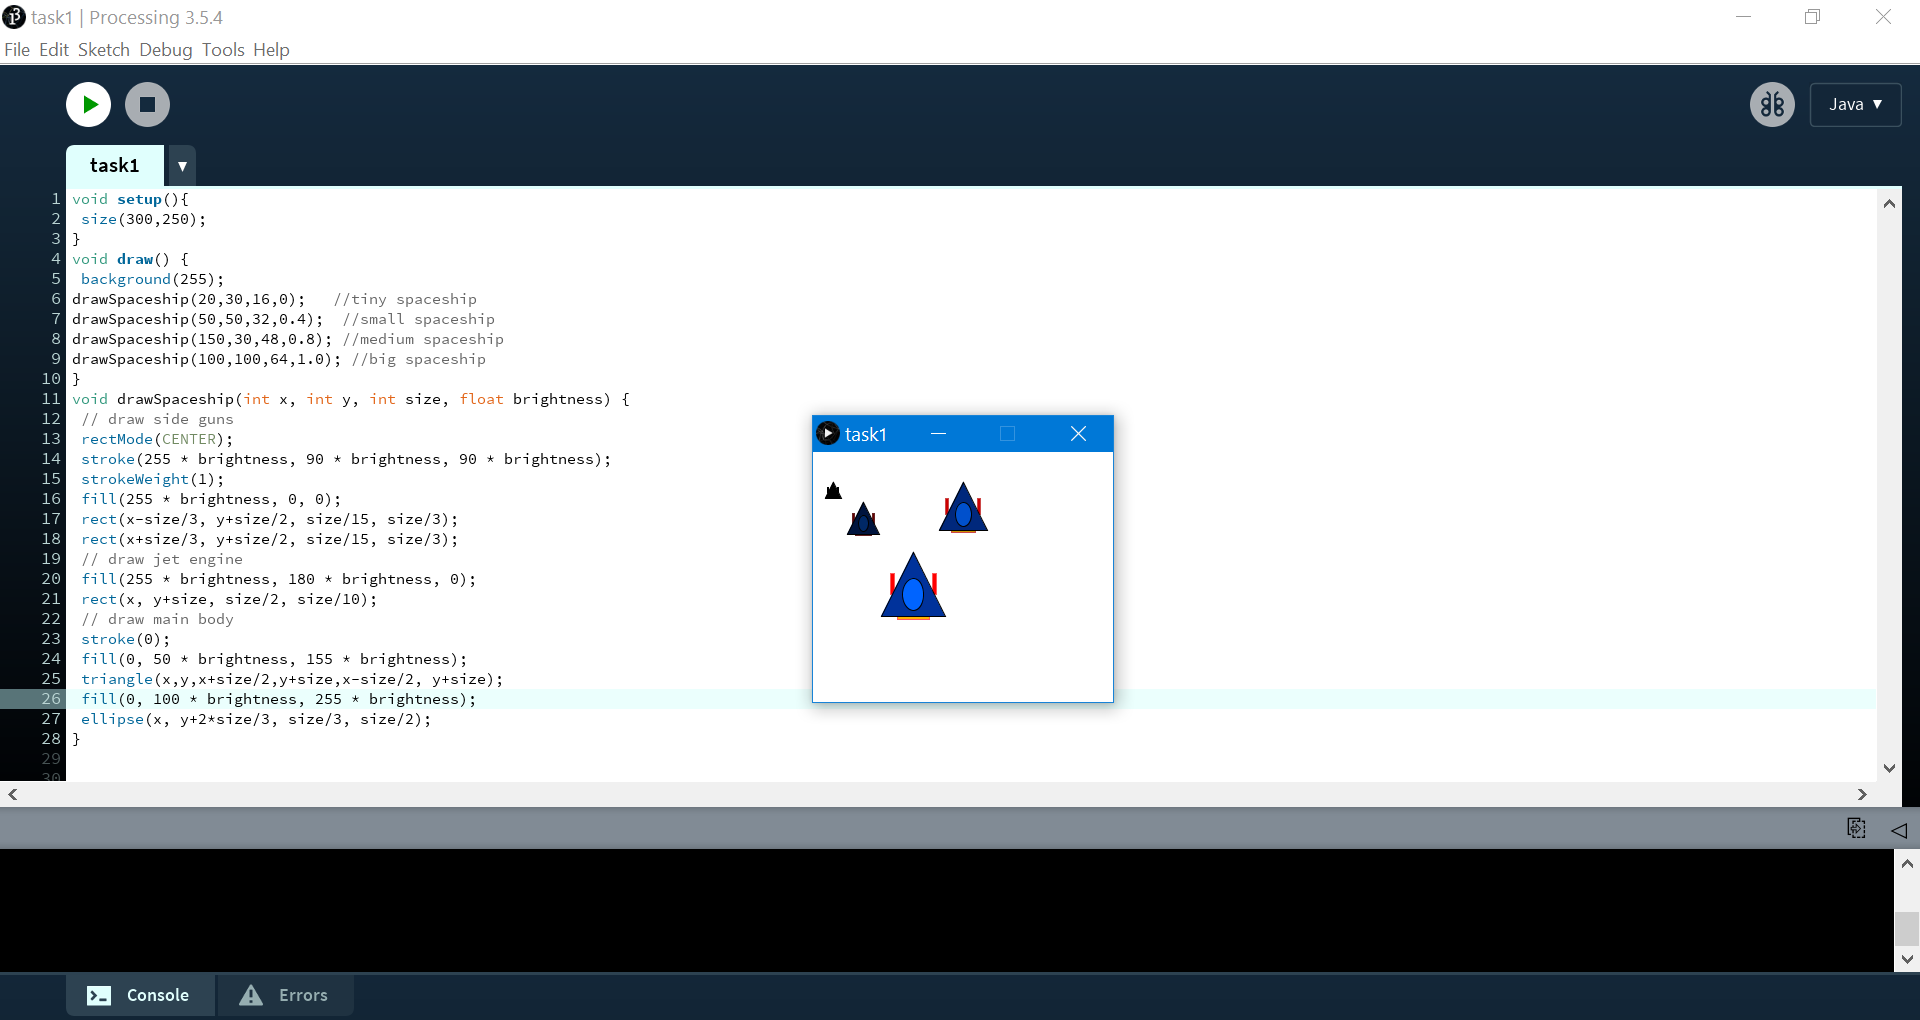 task1 | Processing 3.5.4
File Edit Sketch Debug Tools Help
Java ▼
task1 ▼
1 void setup(){
2  size(300,250);
3 }
4 void draw() {
5  background(255);
6 drawSpaceship(20,30,16,0);   //tiny spaceship
7 drawSpaceship(50,50,32,0.4);  //small spaceship
8 drawSpaceship(150,30,48,0.8); //medium spaceship
9 drawSpaceship(100,100,64,1.0); //big spaceship
10 }
11 void drawSpaceship(int x, int y, int size, float brightness) {
12  // draw side guns
13  rectMode(CENTER);
14  stroke(255 * brightness, 90 * brightness, 90 * brightness);
15  strokeWeight(1);
16  fill(255 * brightness, 0, 0);
17  rect(x-size/3, y+size/2, size/15, size/3);
18  rect(x+size/3, y+size/2, size/15, size/3);
19  // draw jet engine
20  fill(255 * brightness, 180 * brightness, 0);
21  rect(x, y+size, size/2, size/10);
22  // draw main body
23  stroke(0);
24  fill(0, 50 * brightness, 155 * brightness);
25  triangle(x,y,x+size/2,y+size,x-size/2, y+size);
26  fill(0, 100 * brightness, 255 * brightness);
27  ellipse(x, y+2*size/3, size/3, size/2);
28 }
29
30
task1
Console
Errors